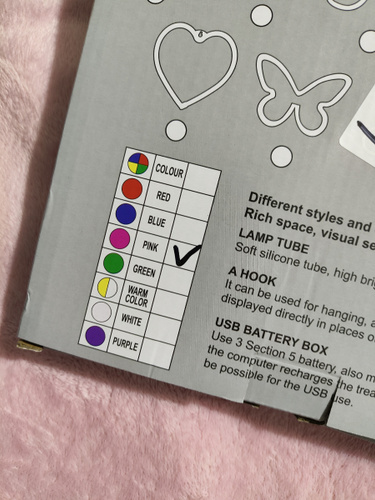 COLOUR
RED
BLUE
PINK
GREEN
WARM
COLOR
WHITE
PURPLE
Different styles and
Rich space, visual se
LAMP TUBE
Soft silicone tube, high brig
A HOOK
It can be used for hanging, a
displayed directly in places o
USB BATTERY BOX
Use 3 Section 5 battery, also m
the computer recharges the trea
be possible for the USB use.